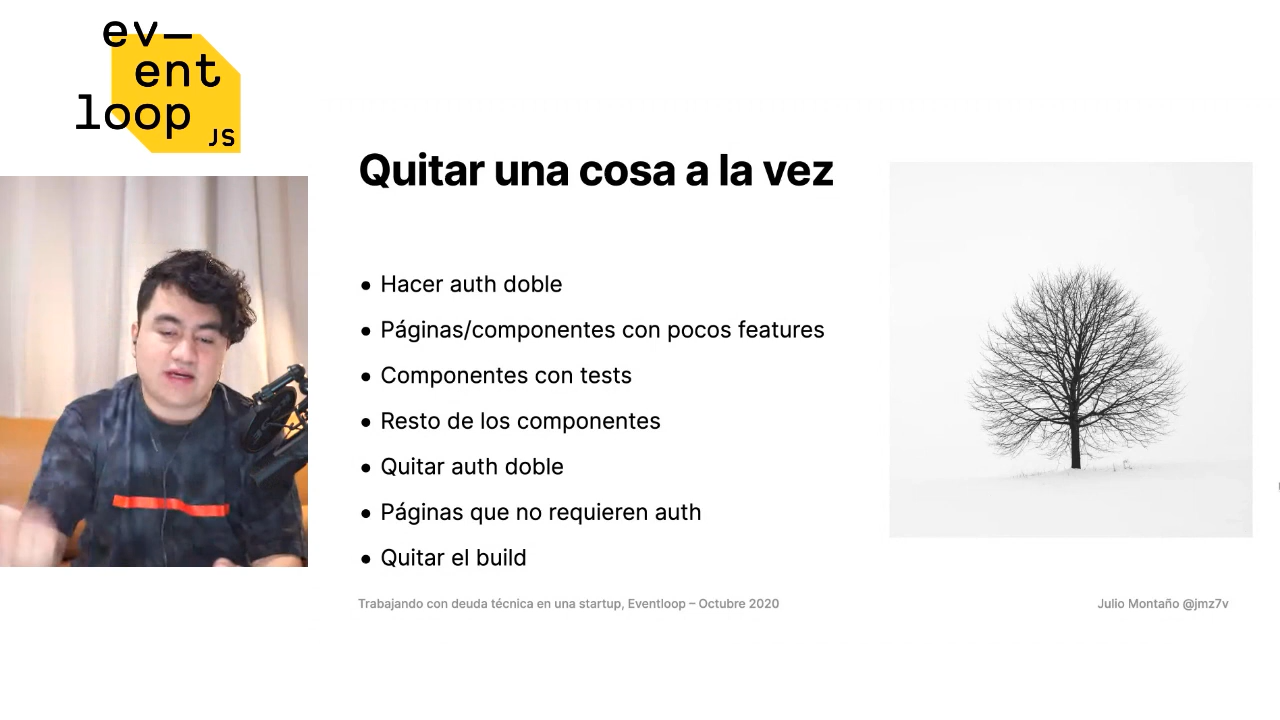 ev—
ent
loop JS
Quitar una cosa a la vez
• Hacer auth doble
• Páginas/componentes con pocos features
• Componentes con tests
• Resto de los componentes
• Quitar auth doble
• Páginas que no requieren auth
• Quitar el build
Trabajando con deuda técnica en una startup, Eventloop – Octubre 2020
Julio Montaño @jmz7v